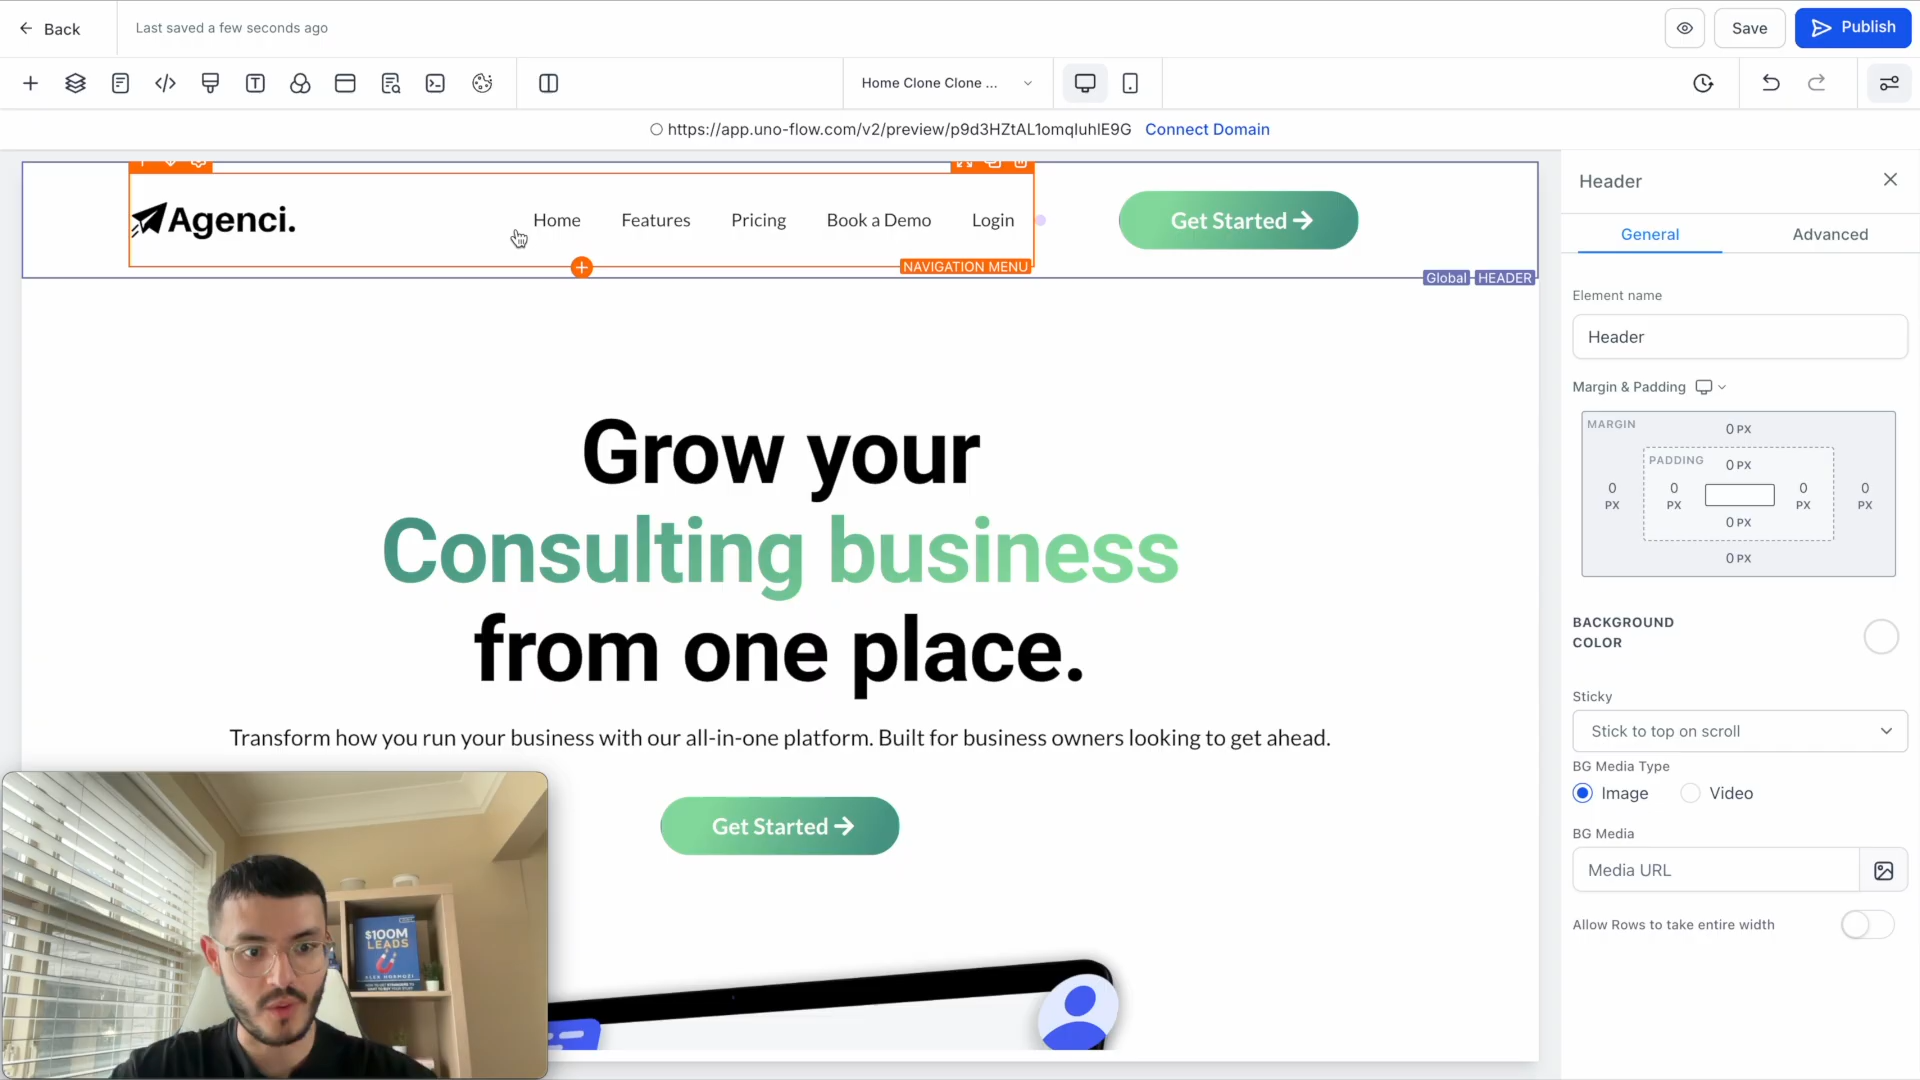 Back
Last saved a few seconds ago
Save
Publish
Home Clone Clone ...
https://app.uno-flow.com/v2/preview/p9d3HZtAL1omqIuhlE9G Connect Domain
Agenci.
Home
Features
Pricing
Book a Demo
Login
Get Started
NAVIGATION MENU
Global HEADER
Grow your
Consulting business
from one place.
Transform how you run your business with our all-in-one platform. Built for business owners looking to get ahead.
Get Started
$100M
LEADS
Header
General
Advanced
Element name
Header
Margin & Padding
MARGIN
0 PX
PADDING
0 PX
0 PX
0 PX
0 PX
0 PX
0 PX
0 PX
BACKGROUND
COLOR
Sticky
Stick to top on scroll
BG Media Type
Image
Video
BG Media
Media URL
Allow Rows to take entire width